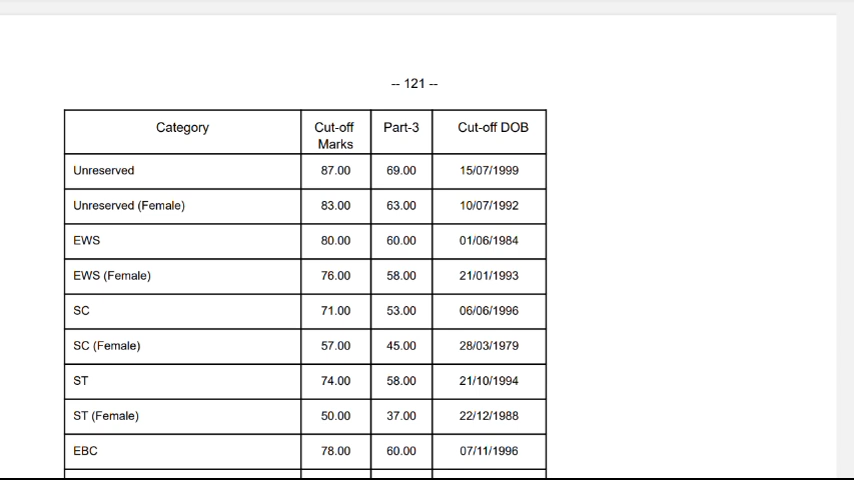 -- 121 --
Category Cut-off Marks Part-3 Cut-off DOB
Unreserved 87.00 69.00 15/07/1999
Unreserved (Female) 83.00 63.00 10/07/1992
EWS 80.00 60.00 01/06/1984
EWS (Female) 76.00 58.00 21/01/1993
SC 71.00 53.00 06/06/1996
SC (Female) 57.00 45.00 28/03/1979
ST 74.00 58.00 21/10/1994
ST (Female) 50.00 37.00 22/12/1988
EBC 78.00 60.00 07/11/1996